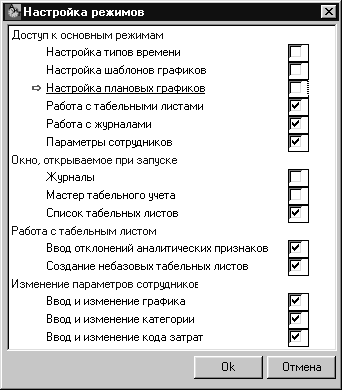 Настройка режимов
Доступ к основным режимам
Настройка типов времени
Настройка шаблонов графиков
Настройка плановых графиков
Работа с табельными листами
Работа с журналами
Параметры сотрудников
Окно, открываемое при запуске
Журналы
Мастер табельного учета
Список табельных листов
Работа с табельным листом
Ввод отклонений аналитических признаков
Создание небазовых табельных листов
Изменение параметров сотрудников
Ввод и изменение графика
Ввод и изменение категории
Ввод и изменение кода затрат
Ok Отмена